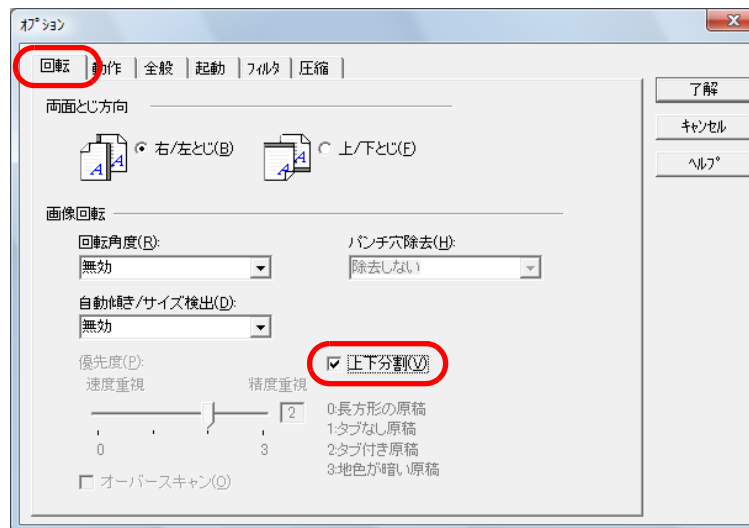 オプション
回転 動作 全般 起動 フィルタ 圧縮
了解
キャンセル
ヘルプ
両面とじ方向
右/左とじ(B)
上/下とじ(F)
画像回転
回転角度(R):
無効
パンチ穴除去(H):
除去しない
自動傾き/サイズ検出(D):
無効
優先度(P):
速度重視 精度重視
2
0 3
オーバースキャン(O)
上下分割(V)
0:長方形の原稿
1:タブなし原稿
2:タブ付き原稿
3:地色が暗い原稿